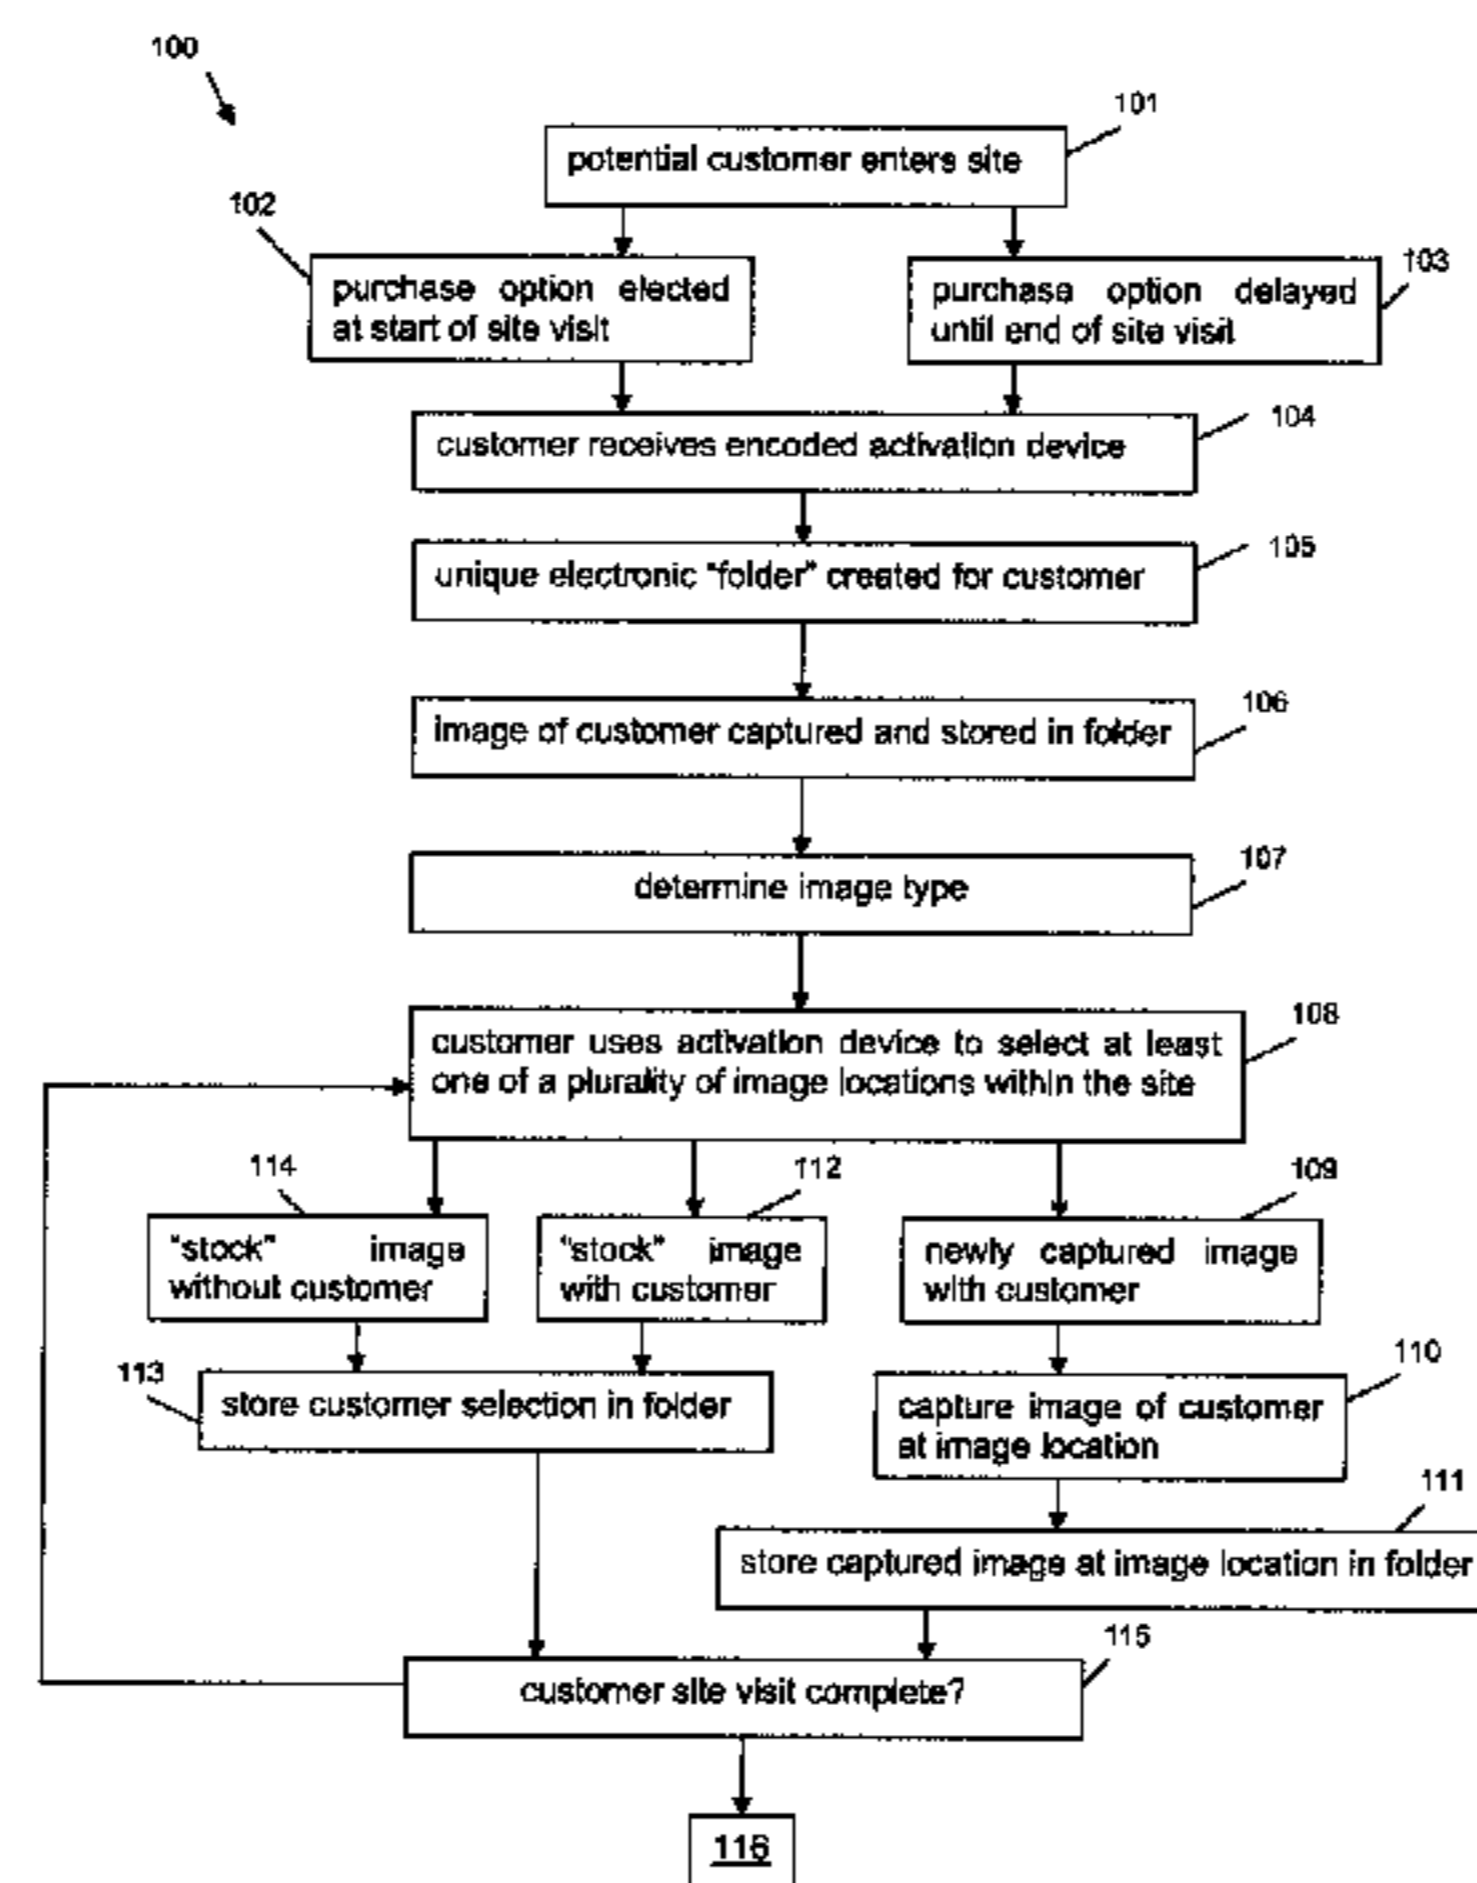 100
101
potential customer enters site
102
103
purchase option elected
at start of site visit
purchase option delayed
until end of site visit
104
customer receives encoded activation device
105
unique electronic "folder" created for customer
106
image of customer captured and stored in folder
107
determine image type
108
customer uses activation device to select at least
one of a plurality of image locations within the site
114
112
109
"stock" image
without customer
"stock" image
with customer
newly captured image
with customer
113
110
store customer selection in folder
capture image of customer
at image location
111
store captured image at image location in folder
115
customer site visit complete?
116